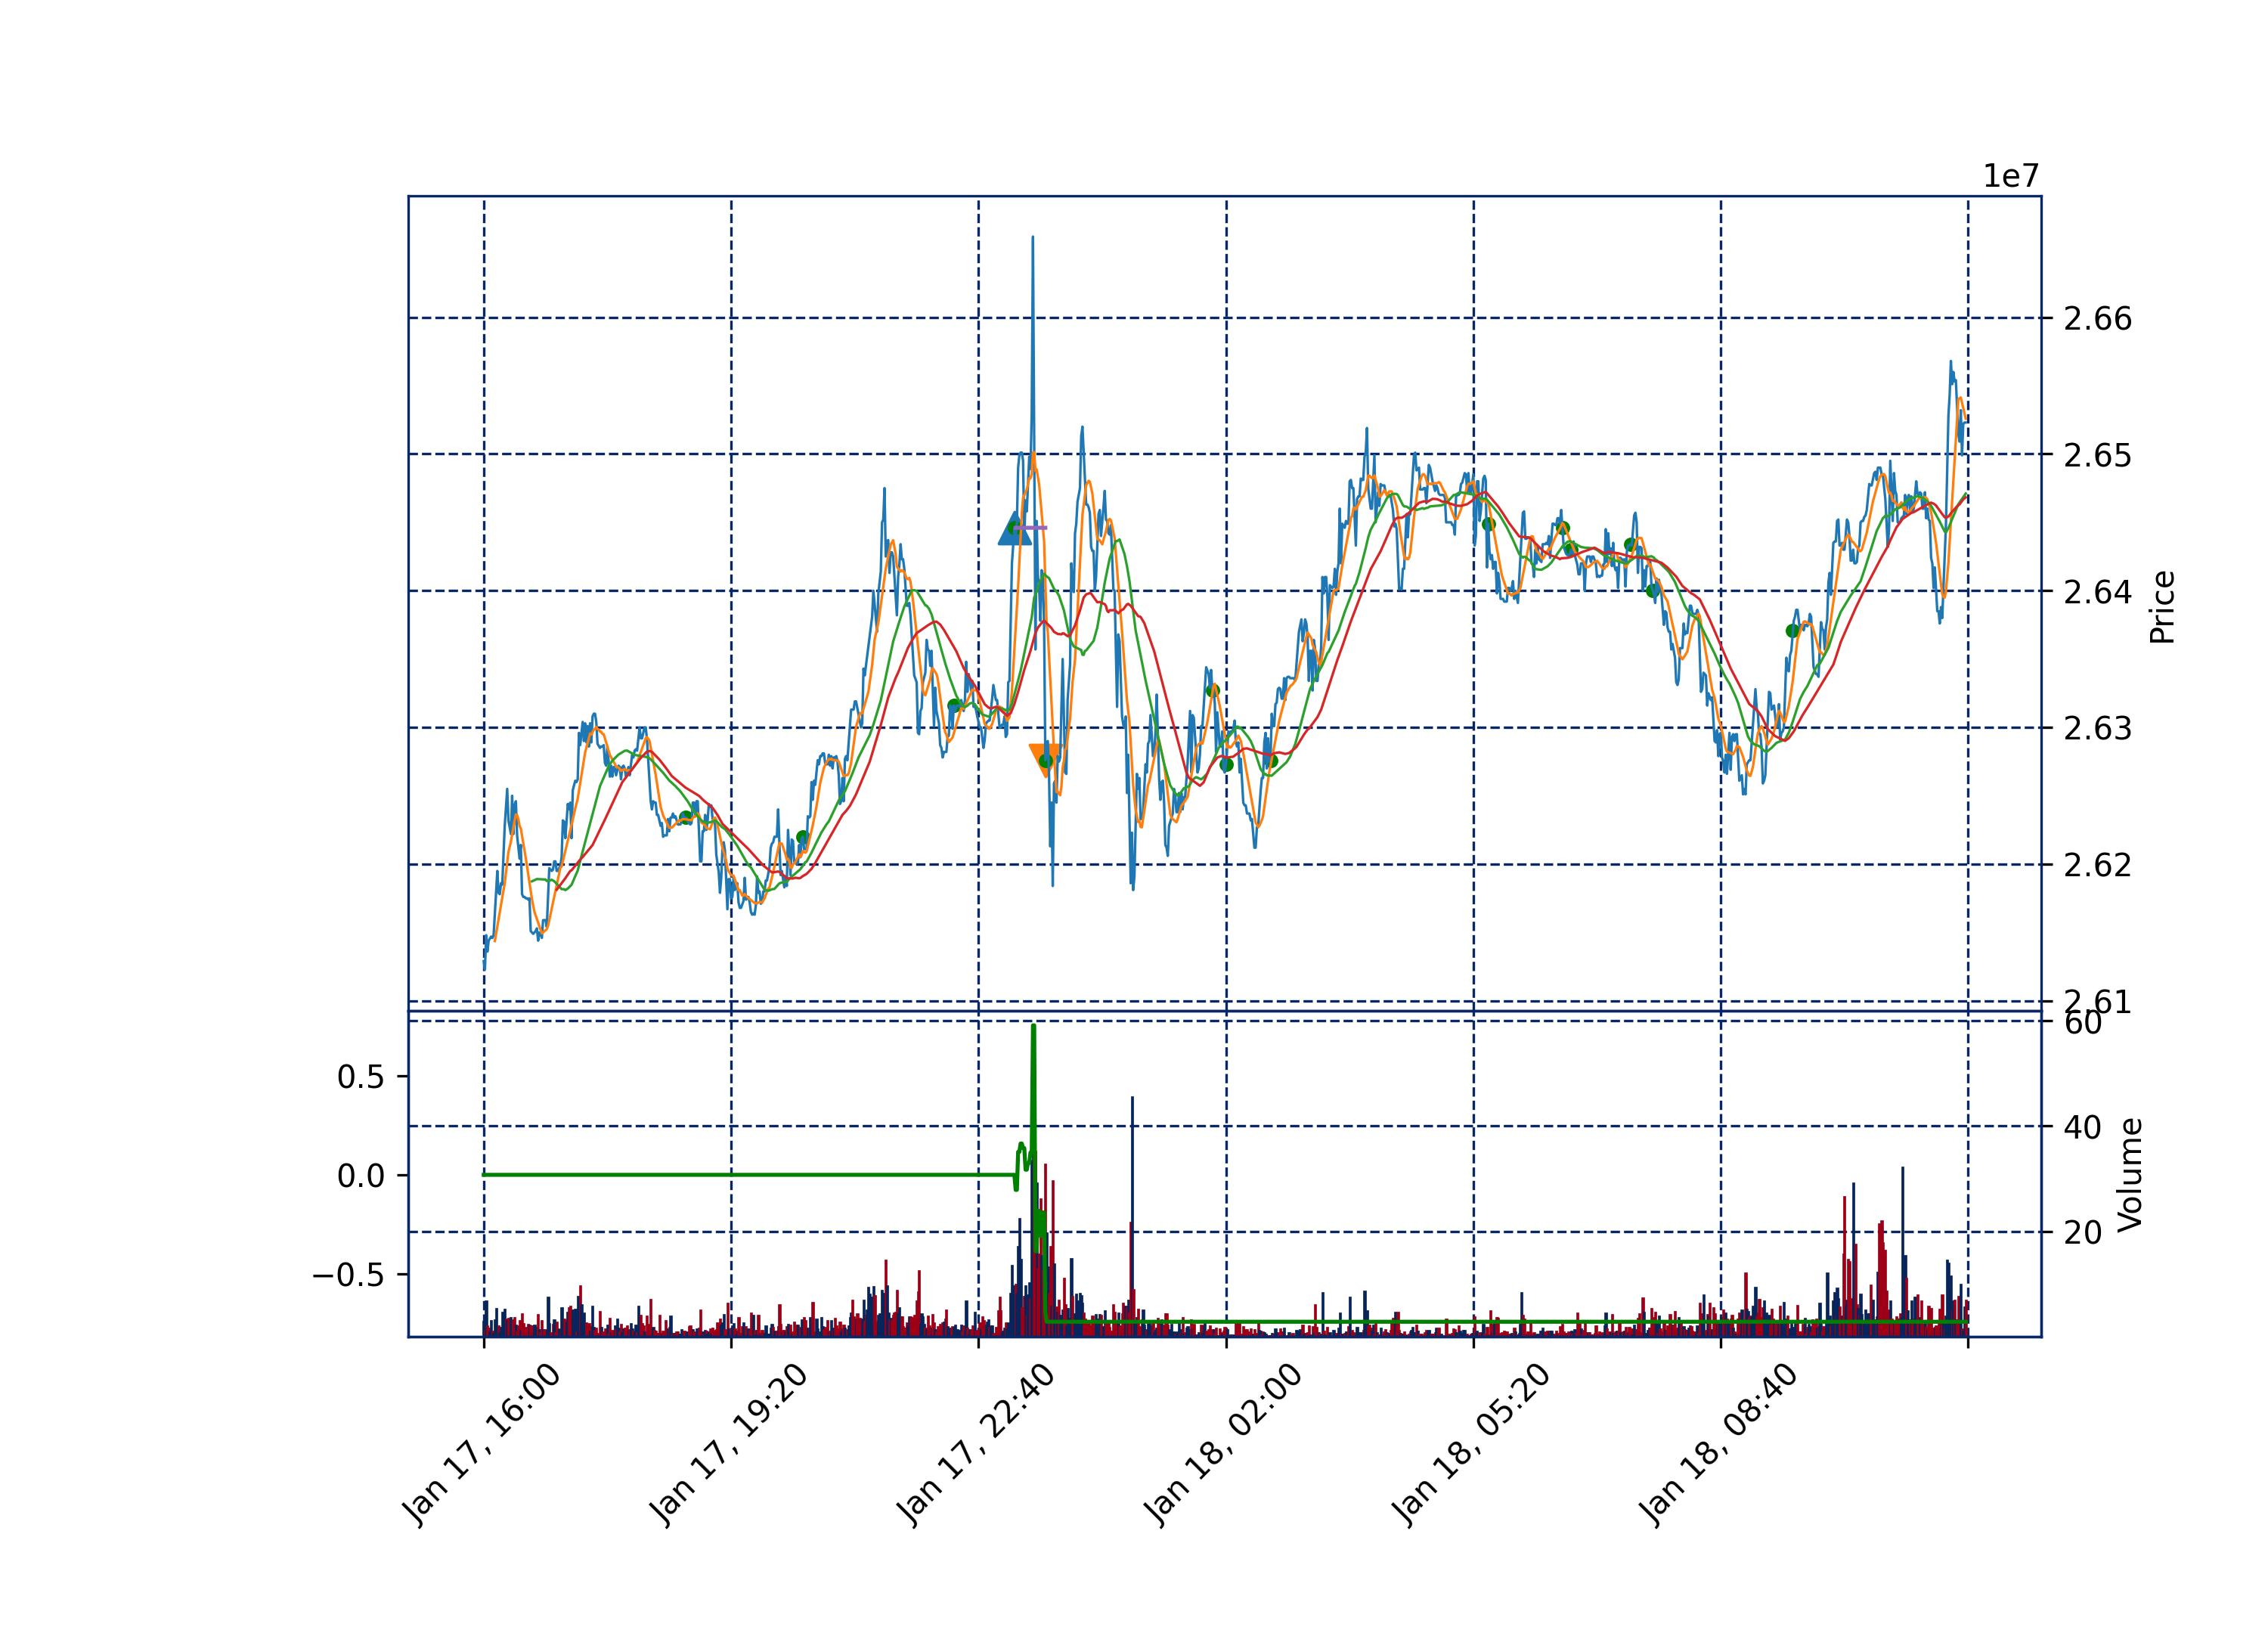 1e7
2.66
2.65
2.64
2.63
2.62
2.61
Price
60
40
20
Volume
0.5
0.0
−0.5
Jan 17, 16:00
Jan 17, 19:20
Jan 17, 22:40
Jan 18, 02:00
Jan 18, 05:20
Jan 18, 08:40